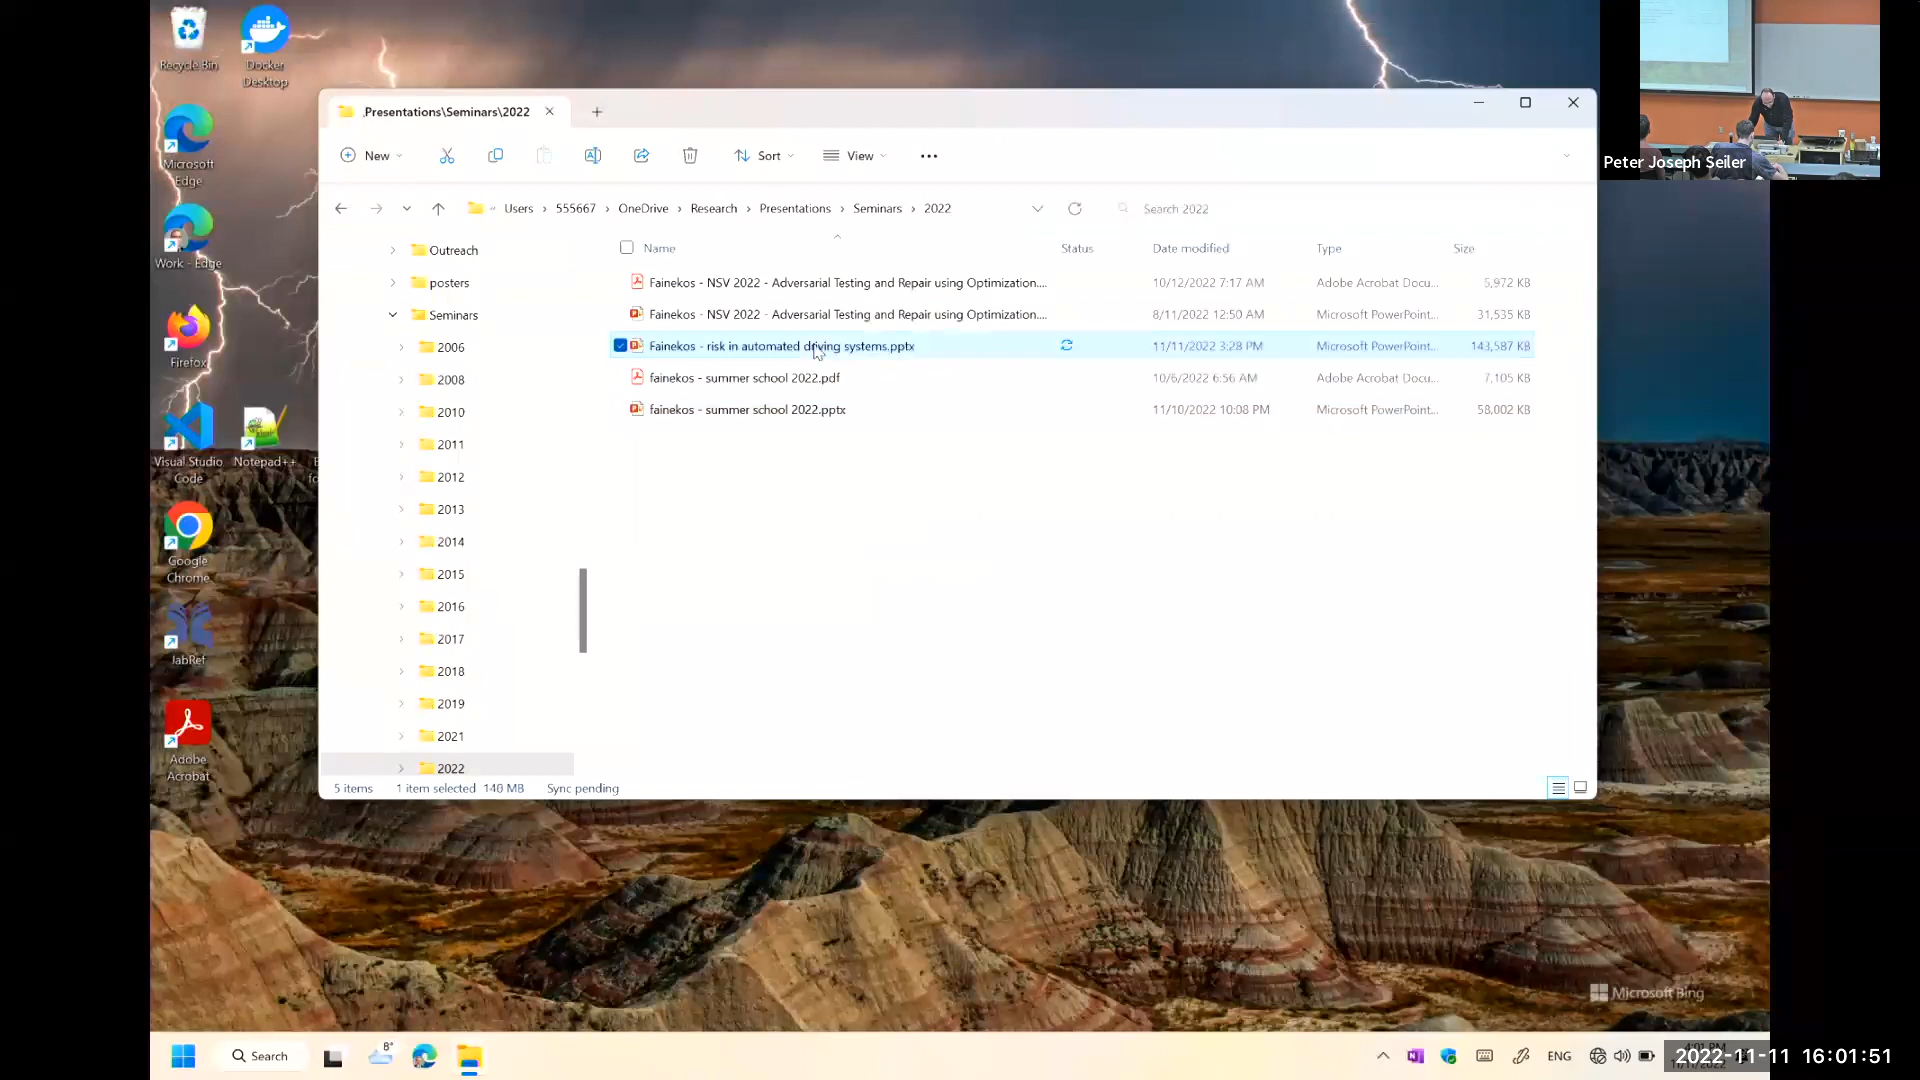 Recycle Bin
Docker
Desktop
Microsoft
Edge
Work - Edge
Firefox
Visual Studio
Code
Notepad++
Google
Chrome
JabRef
Adobe
Acrobat
Presentations\Seminars\2022
New
Sort
View
Users > 555667 > OneDrive > Research > Presentations > Seminars > 2022
Search 2022
Outreach
posters
Seminars
2006
2008
2010
2011
2012
2013
2014
2015
2016
2017
2018
2019
2021
2022
Name Status Date modified Type Size
Fainekos - NSV 2022 - Adversarial Testing and Repair using Optimization.... 10/12/2022 7:17 AM Adobe Acrobat Docu... 5,972 KB
Fainekos - NSV 2022 - Adversarial Testing and Repair using Optimization.... 8/11/2022 12:50 AM Microsoft PowerPoint... 31,535 KB
Fainekos - risk in automated driving systems.pptx 11/11/2022 3:28 PM Microsoft PowerPoint... 143,587 KB
fainekos - summer school 2022.pdf 10/6/2022 6:56 AM Adobe Acrobat Docu... 7,105 KB
fainekos - summer school 2022.pptx 11/10/2022 10:08 PM Microsoft PowerPoint... 58,002 KB
5 items 1 item selected 140 MB Sync pending
Peter Joseph Seiler
Microsoft Bing
Search
8°
ENG
2022-11-11 16:01:51